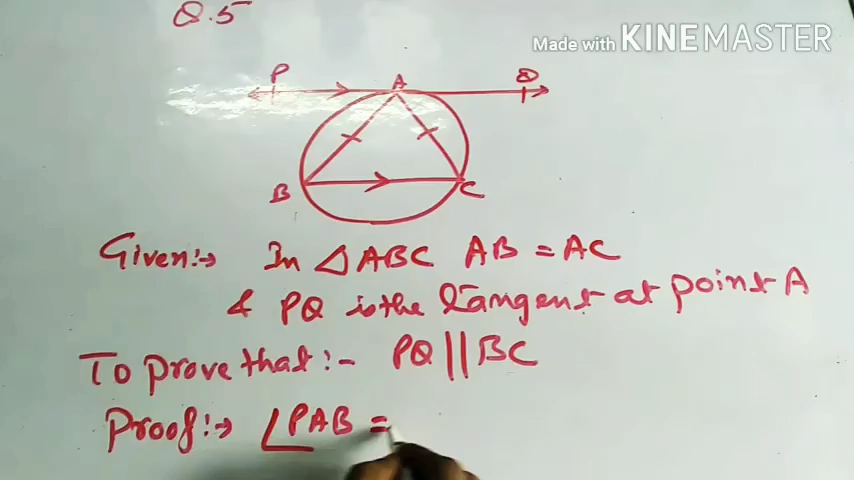 Q.5
Made with KINEMASTER
P A Q
B C
Given:→ In △ABC AB = AC
& PQ is the tangent at point A
To prove that :- PQ || BC
Proof:→ ∠PAB =